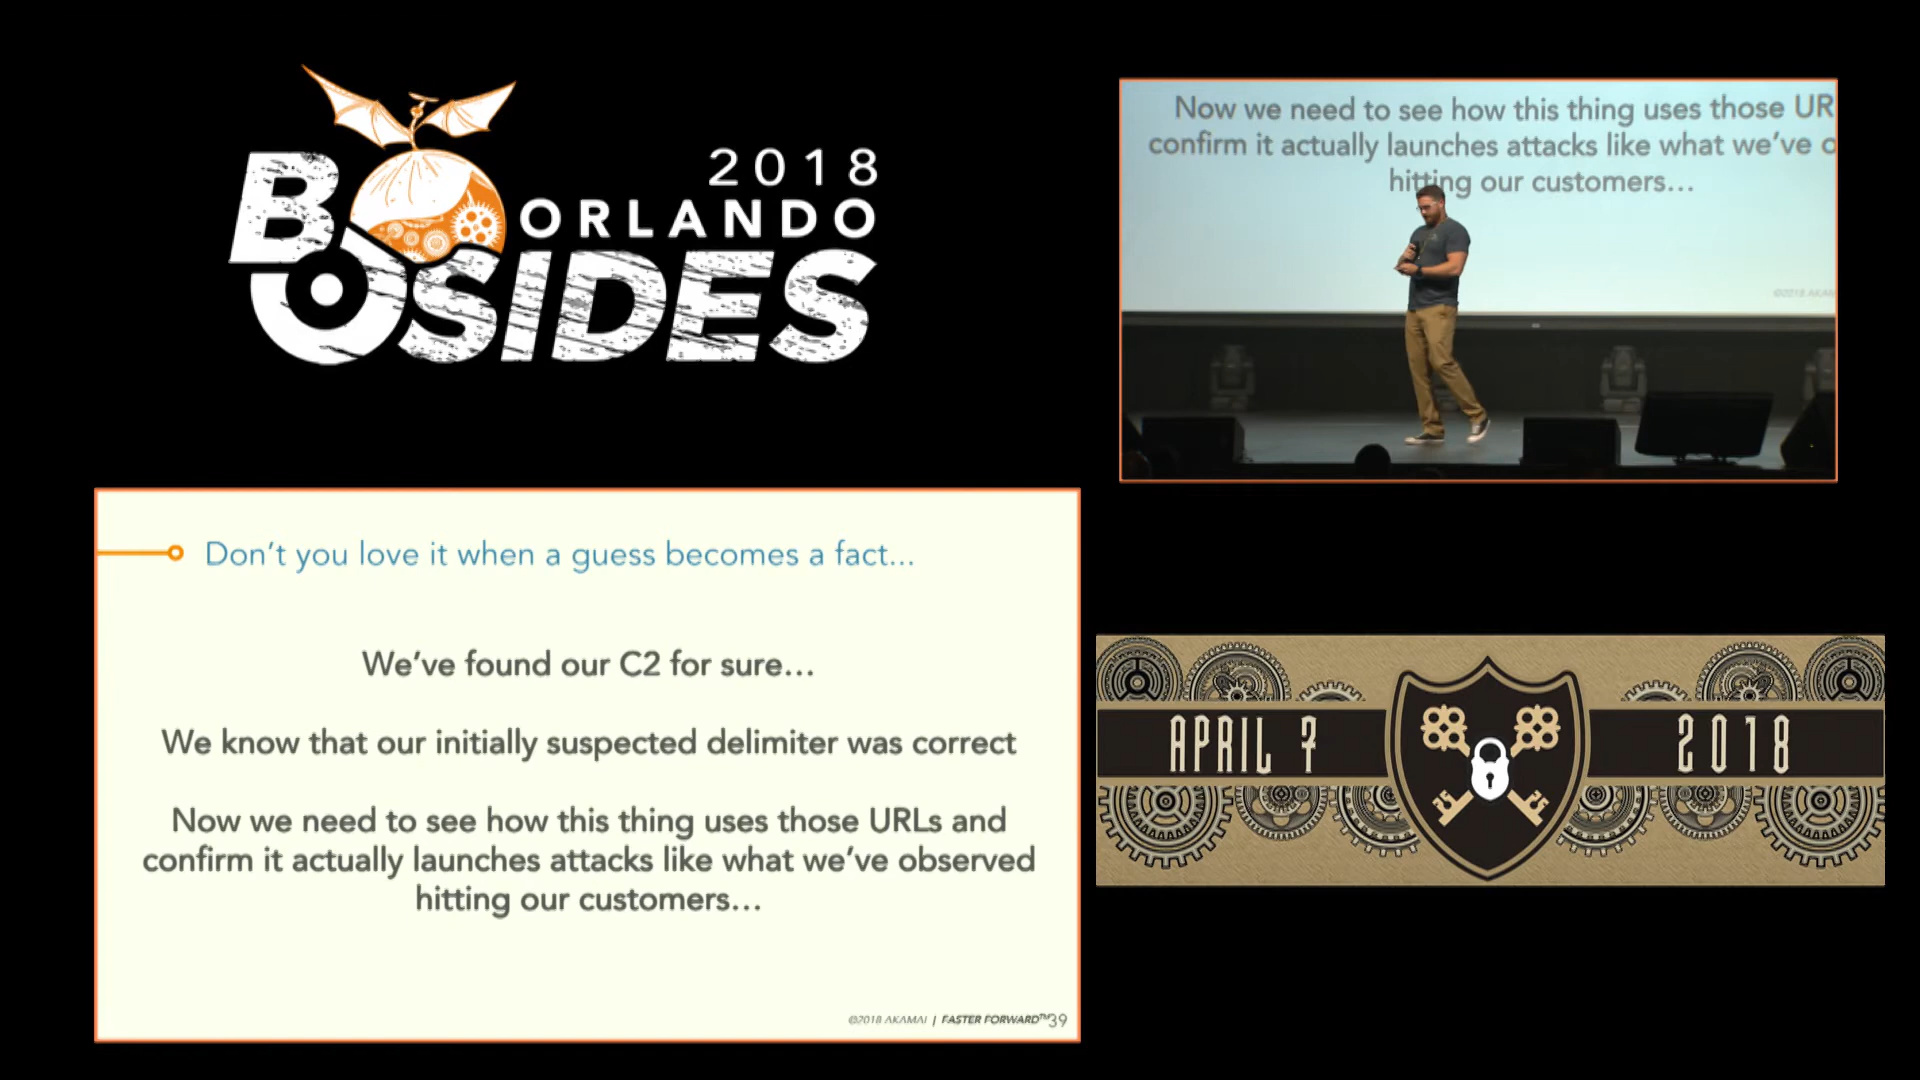 2018
ORLANDO
BSIDES
Now we need to see how this thing uses those UR
confirm it actually launches attacks like what we've
hitting our customers...
©2018 AKAM
Don't you love it when a guess becomes a fact...
We've found our C2 for sure...
We know that our initially suspected delimiter was correct
Now we need to see how this thing uses those URLs and
confirm it actually launches attacks like what we've observed
hitting our customers...
©2018 AKAMAI | FASTER FORWARD™ 39
APRIL 7 2018